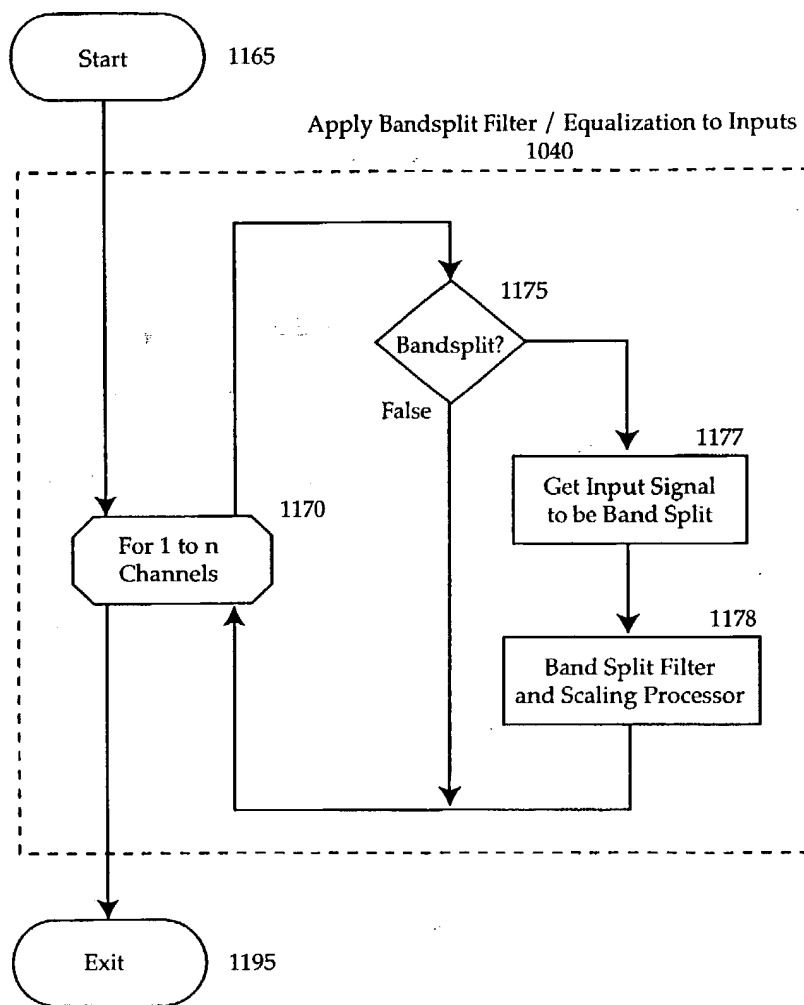 Start
1165
Apply Bandsplit Filter / Equalization to Inputs
1040
1175
Bandsplit?
False
1177
Get Input Signal
to be Band Split
1170
For 1 to n
Channels
1178
Band Split Filter
and Scaling Processor
Exit
1195